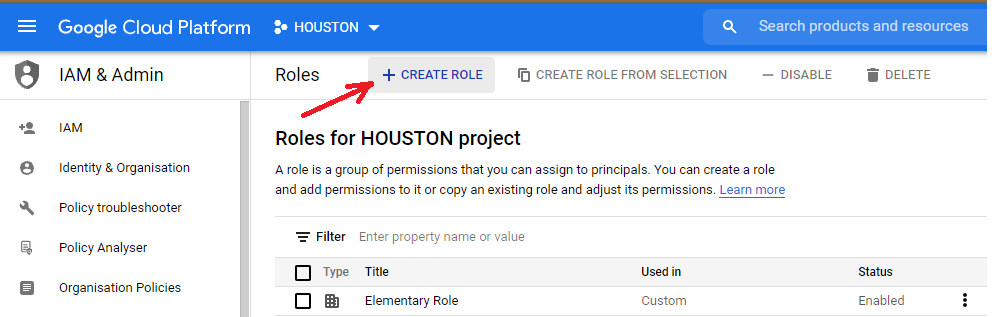 Google Cloud Platform HOUSTON Search products and resources
IAM & Admin Roles CREATE ROLE CREATE ROLE FROM SELECTION DISABLE DELETE
IAM
Identity & Organisation
Policy troubleshooter
Policy Analyser
Organisation Policies
Roles for HOUSTON project
A role is a group of permissions that you can assign to principals. You can create a role
and add permissions to it or copy an existing role and adjust its permissions. Learn more
Filter Enter property name or value
Type Title Used in Status
Elementary Role Custom Enabled